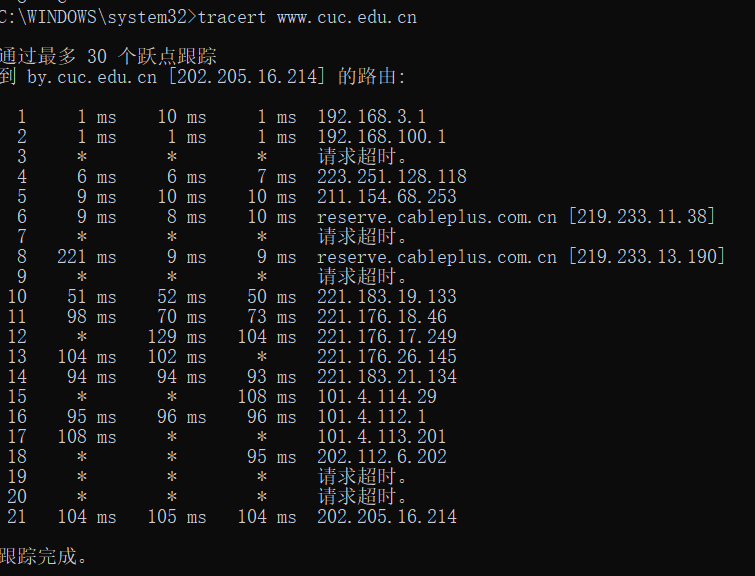 C:\WINDOWS\system32>tracert www.cuc.edu.cn
通过最多 30 个跃点跟踪
到 by.cuc.edu.cn [202.205.16.214] 的路由:
1 1 ms 10 ms 1 ms 192.168.3.1
2 1 ms 1 ms 1 ms 192.168.100.1
3 * * * 请求超时。
4 6 ms 6 ms 7 ms 223.251.128.118
5 9 ms 10 ms 10 ms 211.154.68.253
6 9 ms 8 ms 10 ms reserve.cableplus.com.cn [219.233.11.38]
7 * * * 请求超时。
8 221 ms 9 ms 9 ms reserve.cableplus.com.cn [219.233.13.190]
9 * * * 请求超时。
10 51 ms 52 ms 50 ms 221.183.19.133
11 98 ms 70 ms 73 ms 221.176.18.46
12 * 129 ms 104 ms 221.176.17.249
13 104 ms 102 ms * 221.176.26.145
14 94 ms 94 ms 93 ms 221.183.21.134
15 * * 108 ms 101.4.114.29
16 95 ms 96 ms 96 ms 101.4.112.1
17 108 ms * * 101.4.113.201
18 * * 95 ms 202.112.6.202
19 * * * 请求超时。
20 * * * 请求超时。
21 104 ms 105 ms 104 ms 202.205.16.214
跟踪完成。